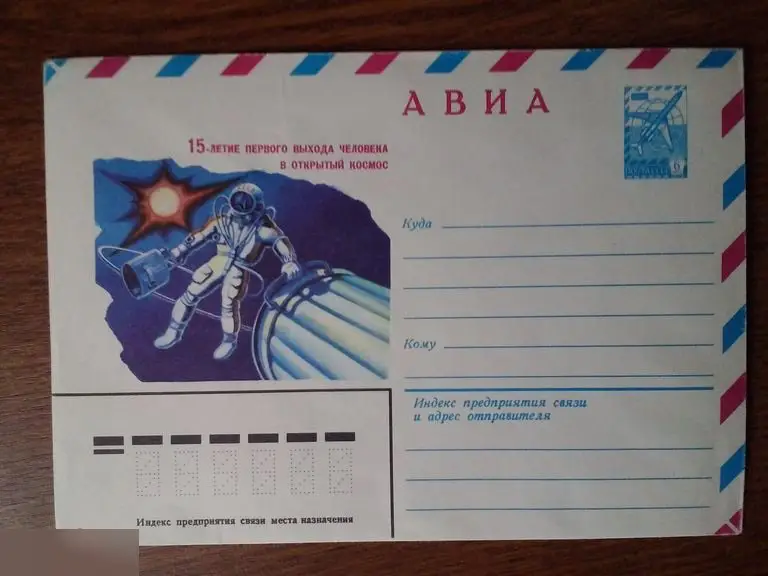 АВИА
15-ЛЕТИЕ ПЕРВОГО ВЫХОДА ЧЕЛОВЕКА
В ОТКРЫТЫЙ КОСМОС
6
Куда
Кому
Индекс предприятия связи
и адрес отправителя
Индекс предприятия связи места назначения